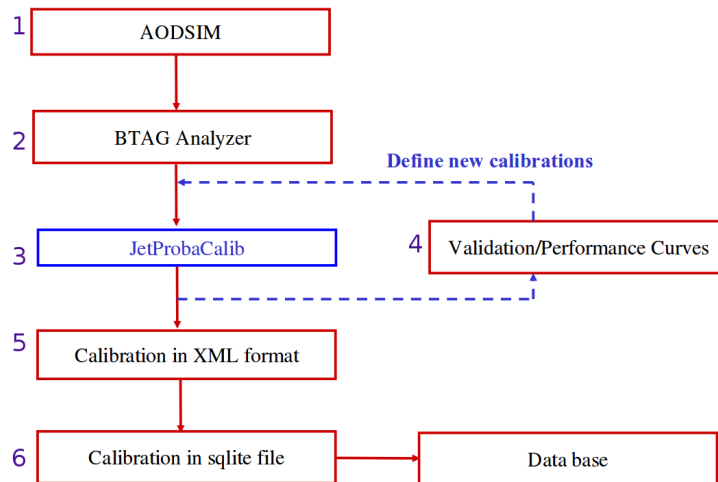 1
AODSIM
2
BTAG Analyzer
Define new calibrations
3
JetProbaCalib
4
Validation/Performance Curves
5
Calibration in XML format
6
Calibration in sqlite file
Data base